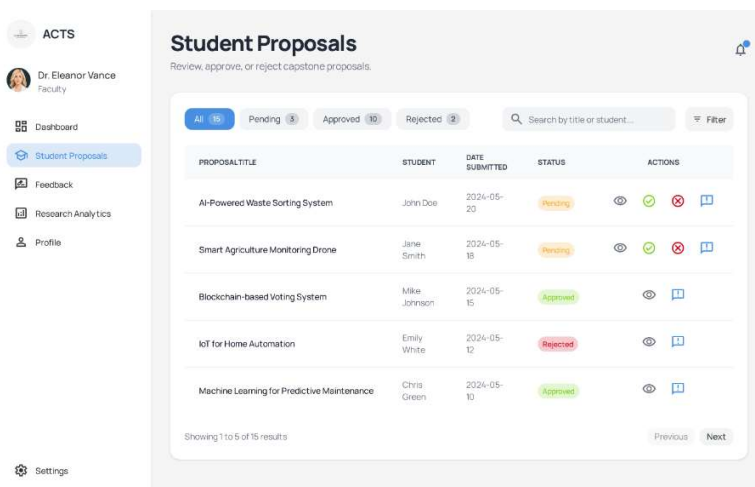 ACTS
Dr. Eleanor Vance
Faculty
Dashboard
Student Proposals
Feedback
Research Analytics
Profile
Settings
Student Proposals
Review, approve, or reject capstone proposals.
All 15 Pending 3 Approved 10 Rejected 2 Search by title or student... Filter
PROPOSAL TITLE STUDENT DATE SUBMITTED STATUS ACTIONS
AI-Powered Waste Sorting System John Doe 2024-05-20 Pending
Smart Agriculture Monitoring Drone Jane Smith 2024-05-18 Pending
Blockchain-based Voting System Mike Johnson 2024-05-15 Approved
IoT for Home Automation Emily White 2024-05-12 Rejected
Machine Learning for Predictive Maintenance Chris Green 2024-05-10 Approved
Showing 1 to 5 of 15 results Previous Next